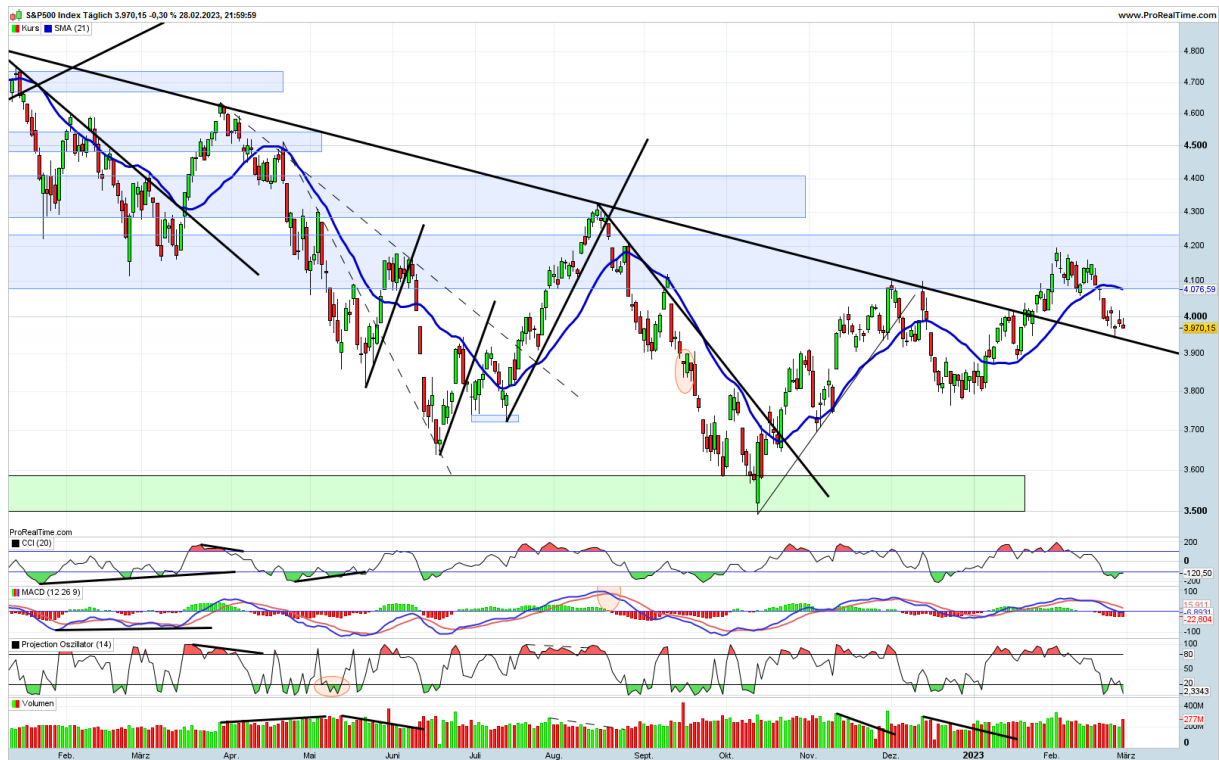 S&P500 Index Täglich 3.970,15 -0,30 % 28.02.2023, 21:59:59
www.ProRealTime.com
Kurs SMA (21)
4.800
4.700
4.600
4.500
4.400
4.300
4.200
4.100
4.076,59
4.000
3.970,15
3.900
3.800
3.700
3.600
3.500
ProRealTime.com
CCI (20)
200
100
0
-120,50
-200
MACD (12 26 9)
100
15,911
-6,8931
-22,804
-100
Projection Oszillator (14)
100
80
50
20
2,3343
Volumen
400M
277M
200M
0
Feb. März Apr. Mai Juni Juli Aug. Sept. Okt. Nov. Dez. 2023 Feb. März